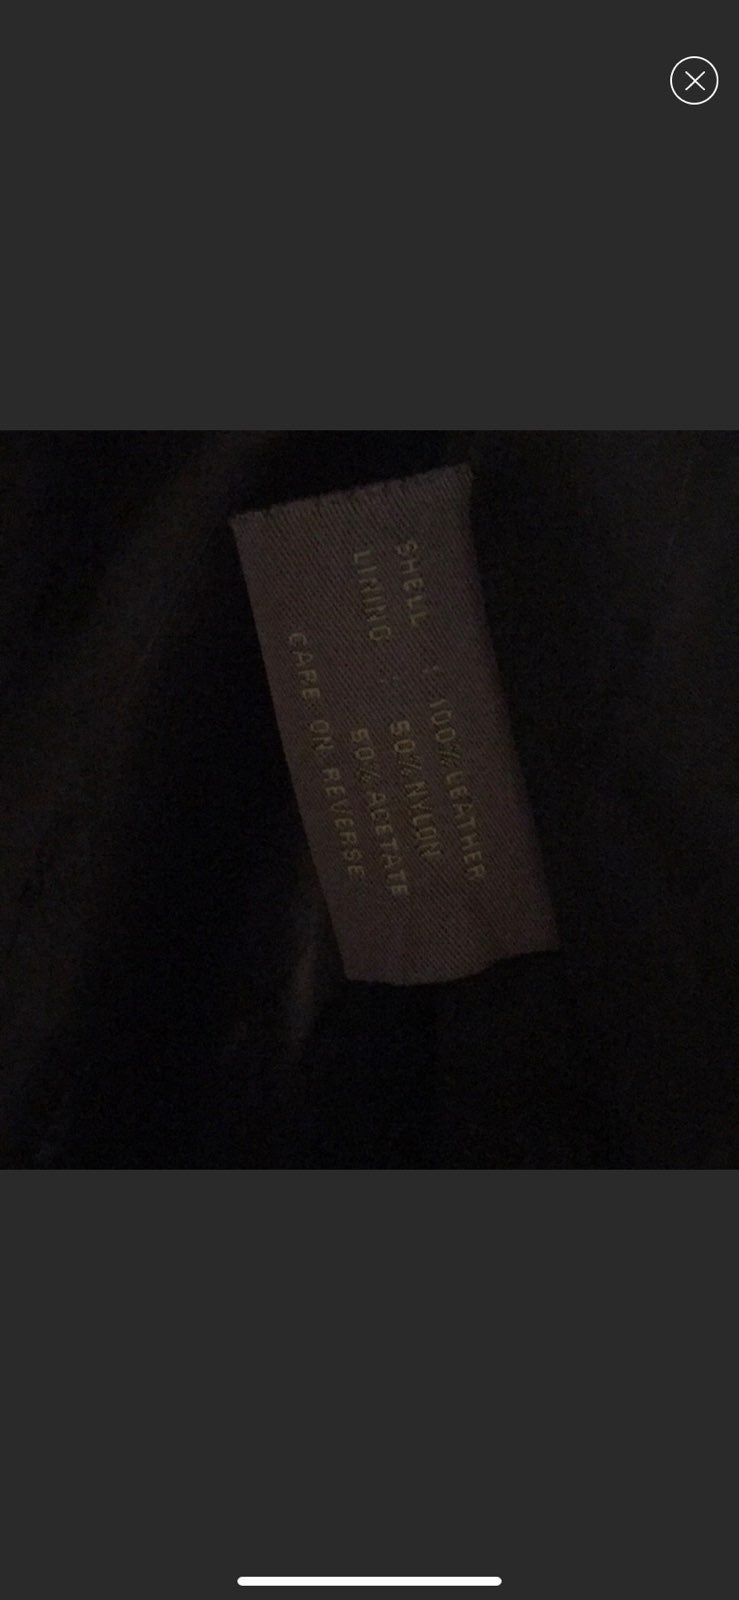 SHELL : 100% LEATHER
LINING : 50% NYLON
50% ACETATE
CARE ON REVERSE